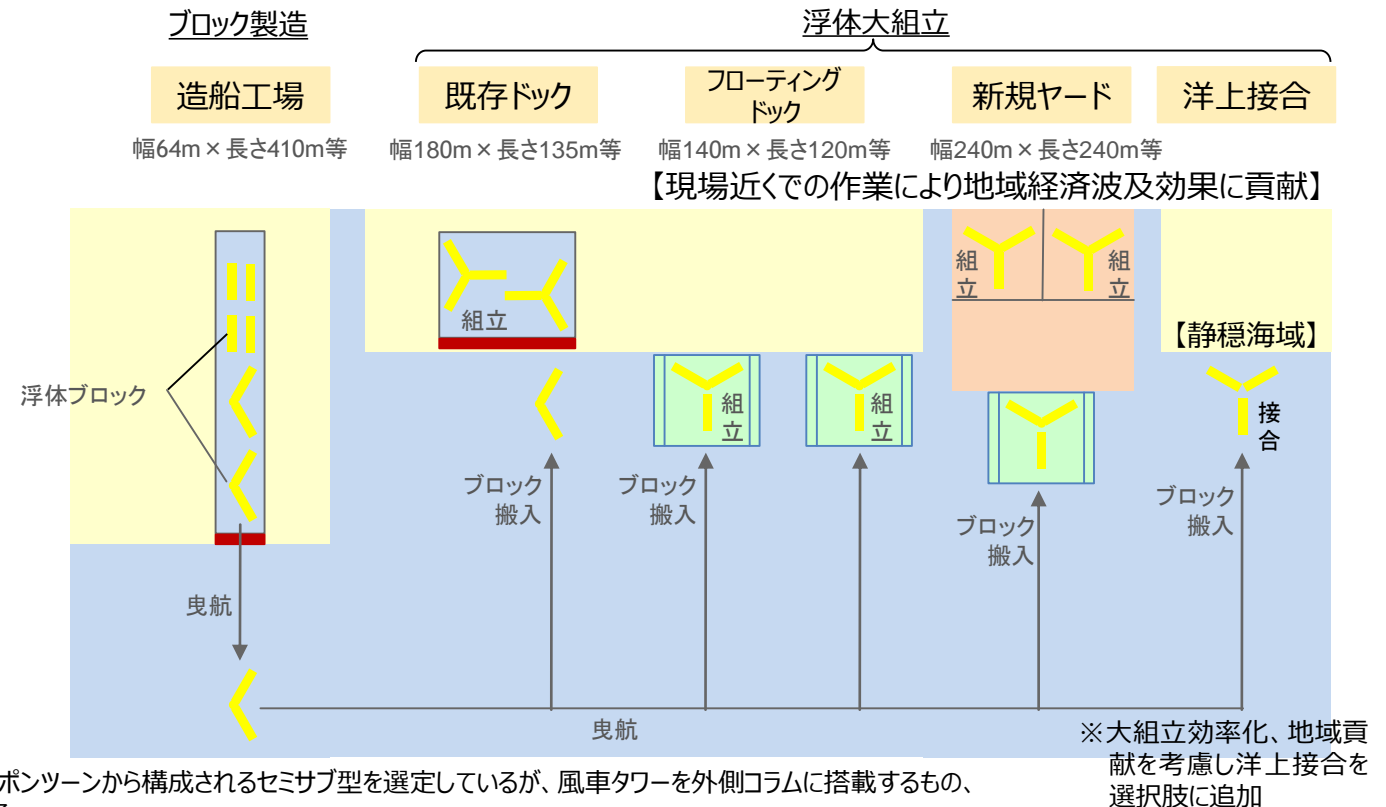 ブロック製造
浮体大組立
造船工場
既存ドック
フローティング
ドック
新規ヤード
洋上接合
幅64m×長さ410m等
幅180m×長さ135m等
幅140m×長さ120m等
幅240m×長さ240m等
【現場近くでの作業により地域経済波及効果に貢献】
組立
組
立
組
立
【静穏海域】
浮体ブロック
組
立
組
立
接
合
ブロック
搬入
ブロック
搬入
ブロック
搬入
ブロック
搬入
曳航
曳航
※大組立効率化、地域貢
献を考慮し洋上接合を
選択肢に追加
ポンツーンから構成されるセミサブ型を選定しているが、風車タワーを外側コラムに搭載するもの、